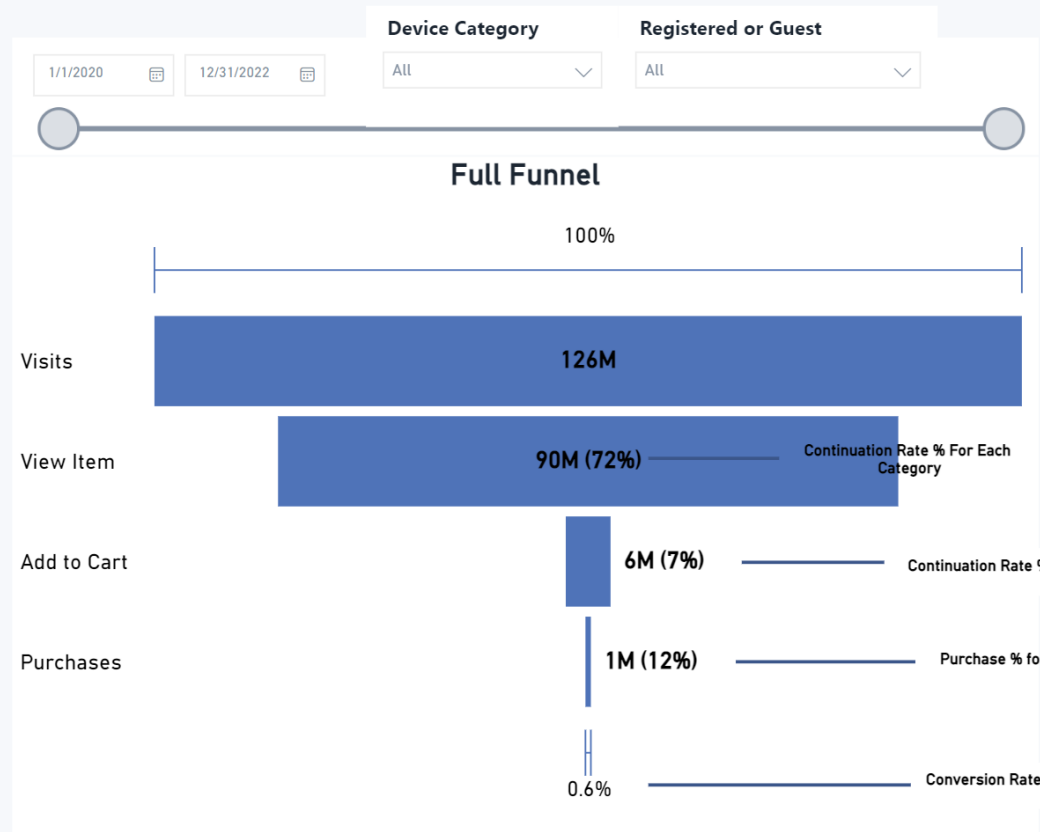 Device Category
Registered or Guest
1/1/2020
12/31/2022
All
All
Full Funnel
100%
Visits
126M
View Item
90M (72%)
Continuation Rate % For Each
Category
Add to Cart
6M (7%)
Continuation Rate
Purchases
1M (12%)
Purchase %
0.6%
Conversion Rate